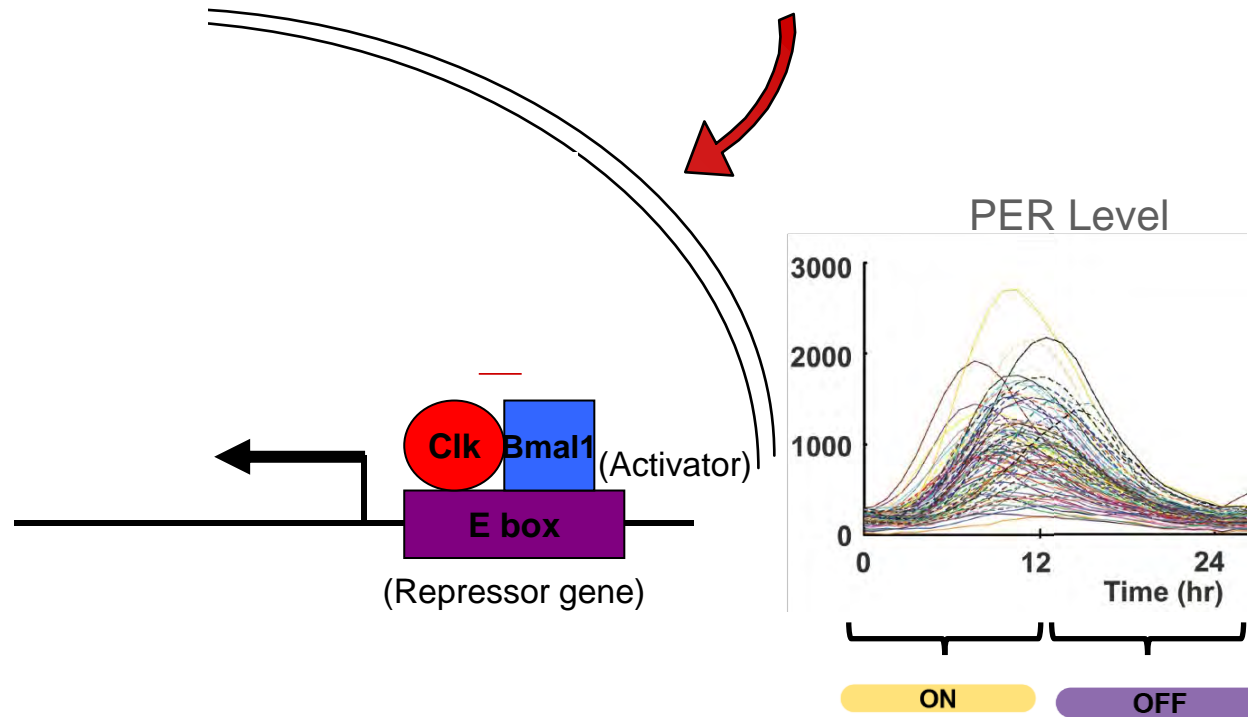 PER Level
3000
2000
1000
0
0 12 24
Time (hr)
Clk Bmal1 (Activator)
E box
(Repressor gene)
ON OFF